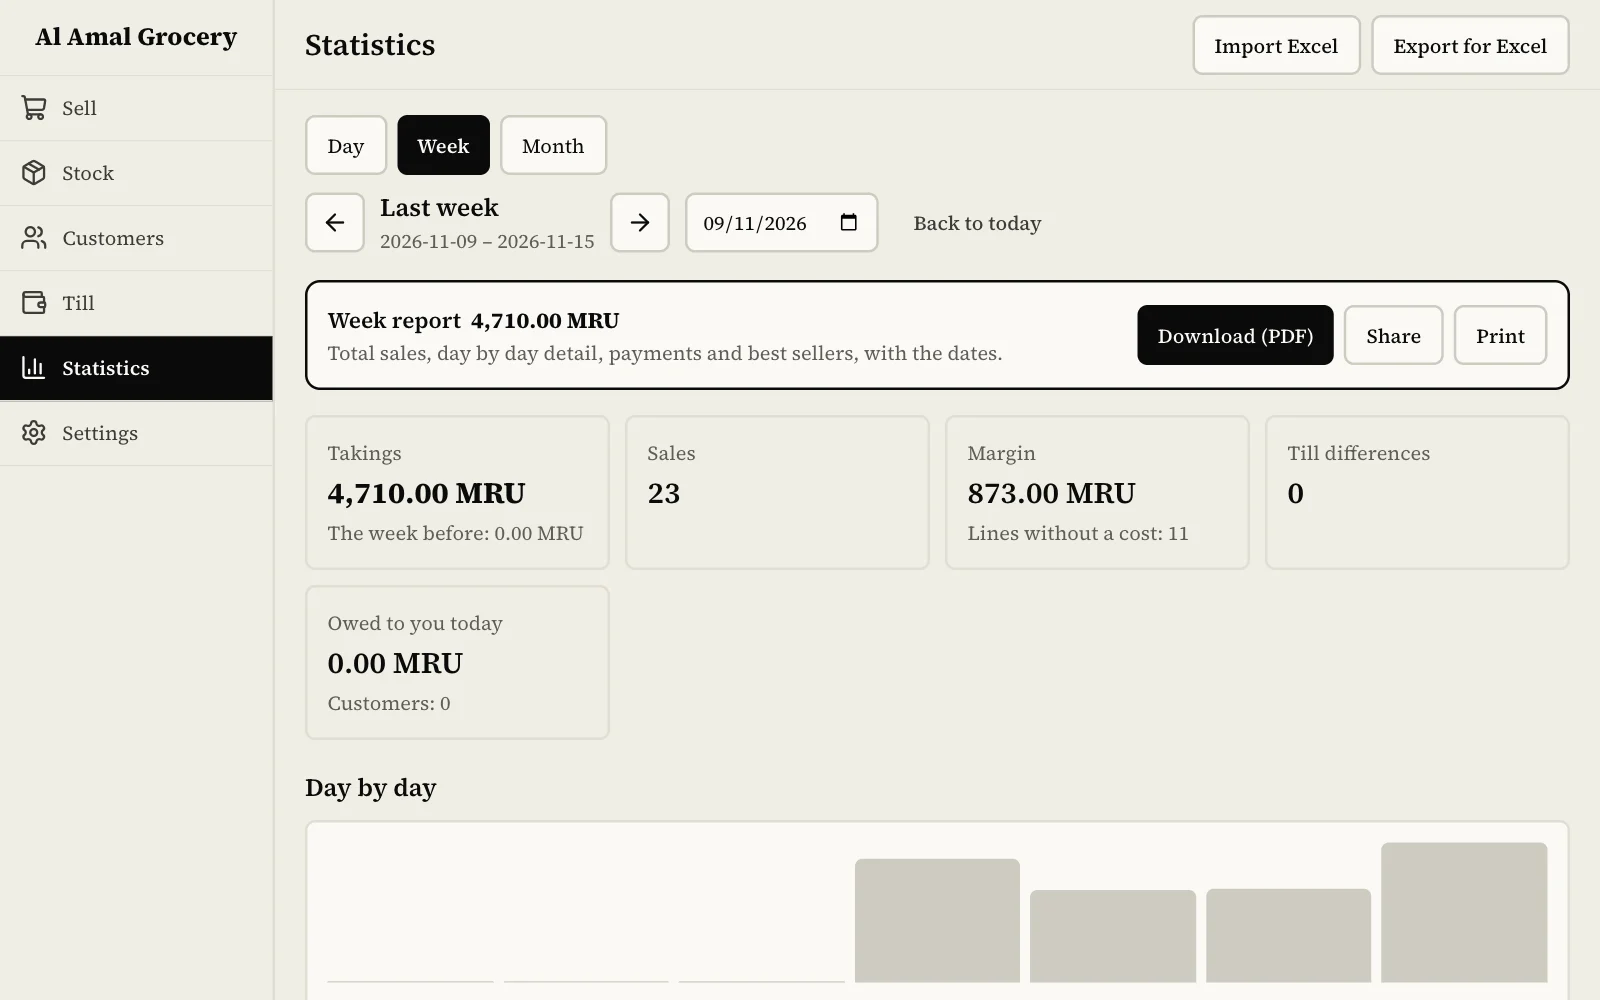 Al Amal Grocery
Sell
Stock
Customers
Till
Statistics
Settings
Statistics
Import Excel
Export for Excel
Day
Week
Month
Last week
2026-11-09 – 2026-11-15
09/11/2026
Back to today
Week report 4,710.00 MRU
Total sales, day by day detail, payments and best sellers, with the dates.
Download (PDF)
Share
Print
Takings
4,710.00 MRU
The week before: 0.00 MRU
Sales
23
Margin
873.00 MRU
Lines without a cost: 11
Till differences
0
Owed to you today
0.00 MRU
Customers: 0
Day by day